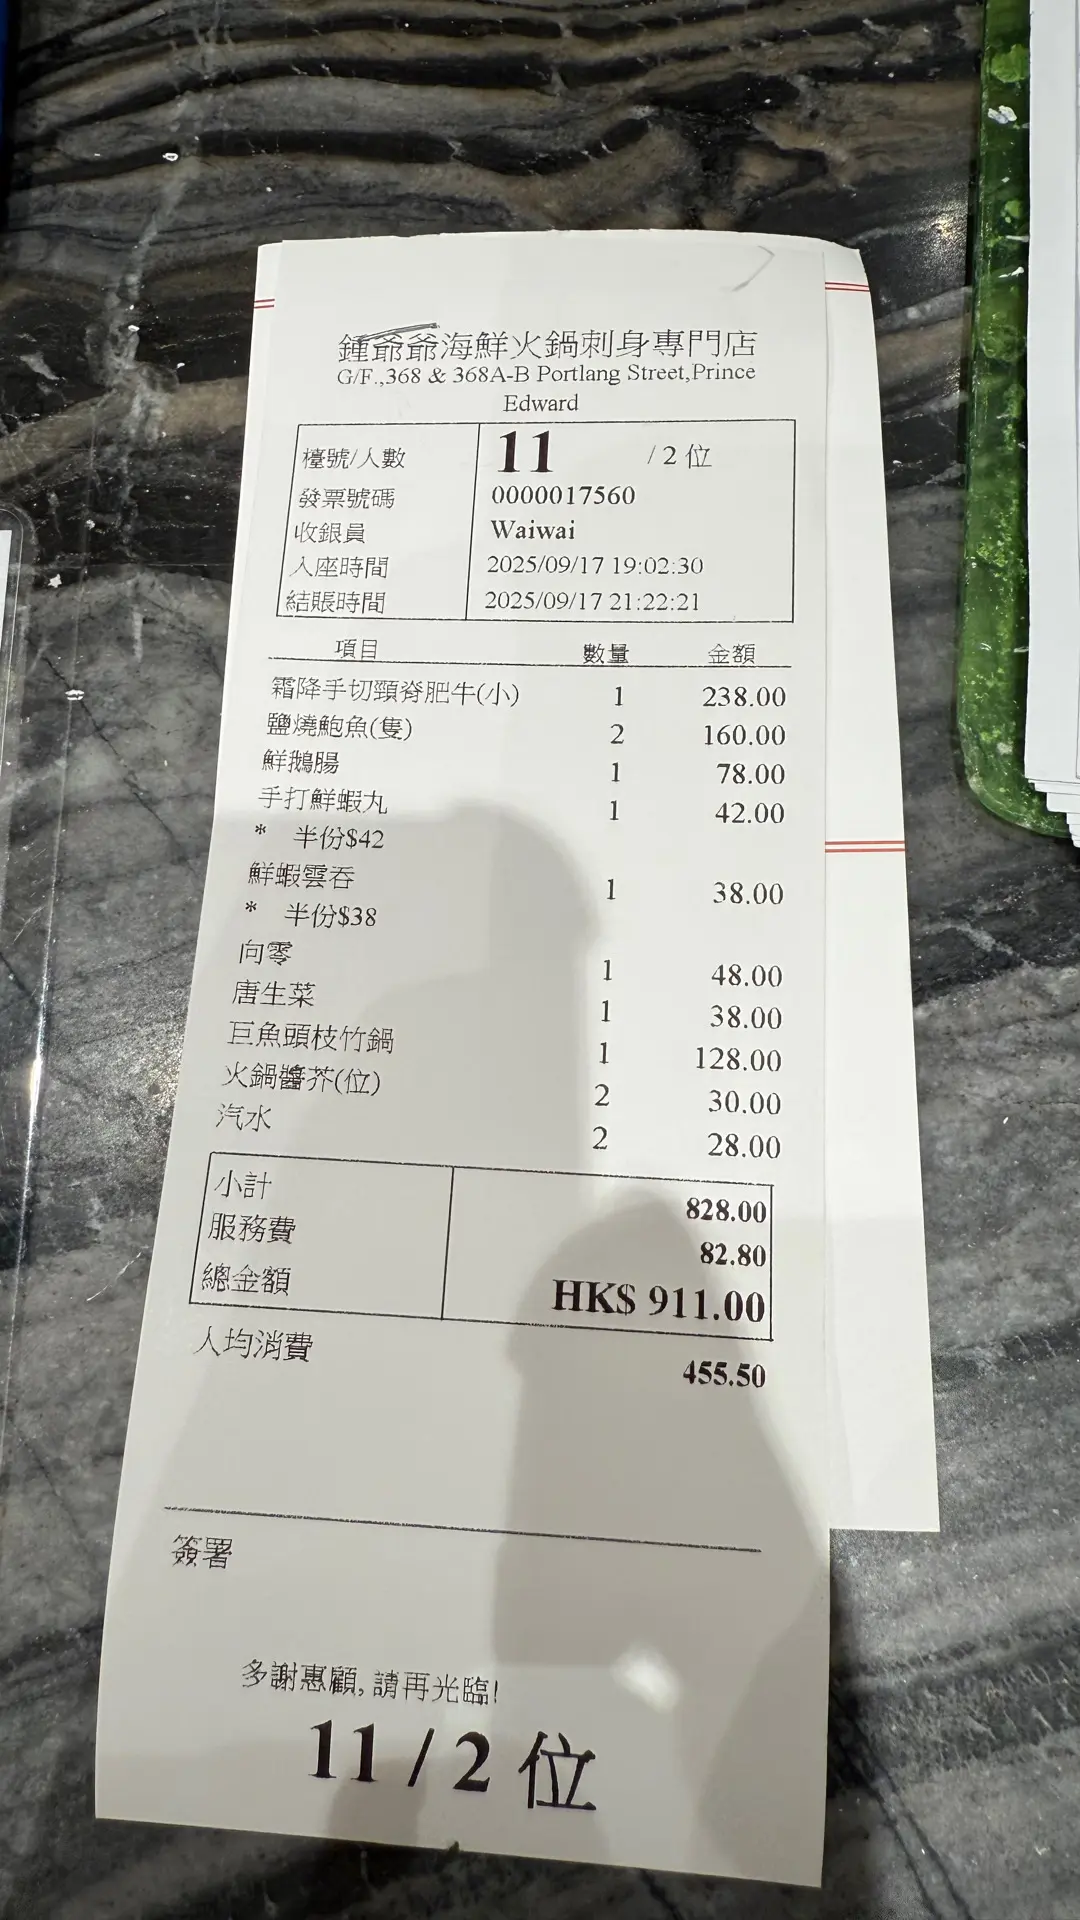 鍾爺爺海鮮火鍋刺身專門店
G/F.,368 & 368A-B Portlang Street,Prince
Edward
檯號/人數 11 /2位
發票號碼 0000017560
收銀員 Waiwai
入座時間 2025/09/17 19:02:30
結賬時間 2025/09/17 21:22:21
項目 數量 金額
霜降手切頸脊肥牛(小) 1 238.00
鹽燒鮑魚(隻) 2 160.00
鮮鵝腸 1 78.00
手打鮮蝦丸 1 42.00
* 半份$42
鮮蝦雲吞 1 38.00
* 半份$38
向零 1 48.00
唐生菜 1 38.00
巨魚頭枝竹鍋 1 128.00
火鍋醬芥(位) 2 30.00
汽水 2 28.00
小計 828.00
服務費 82.80
總金額 HK$ 911.00
人均消費 455.50
簽署
多謝惠顧,請再光臨!
11 / 2 位